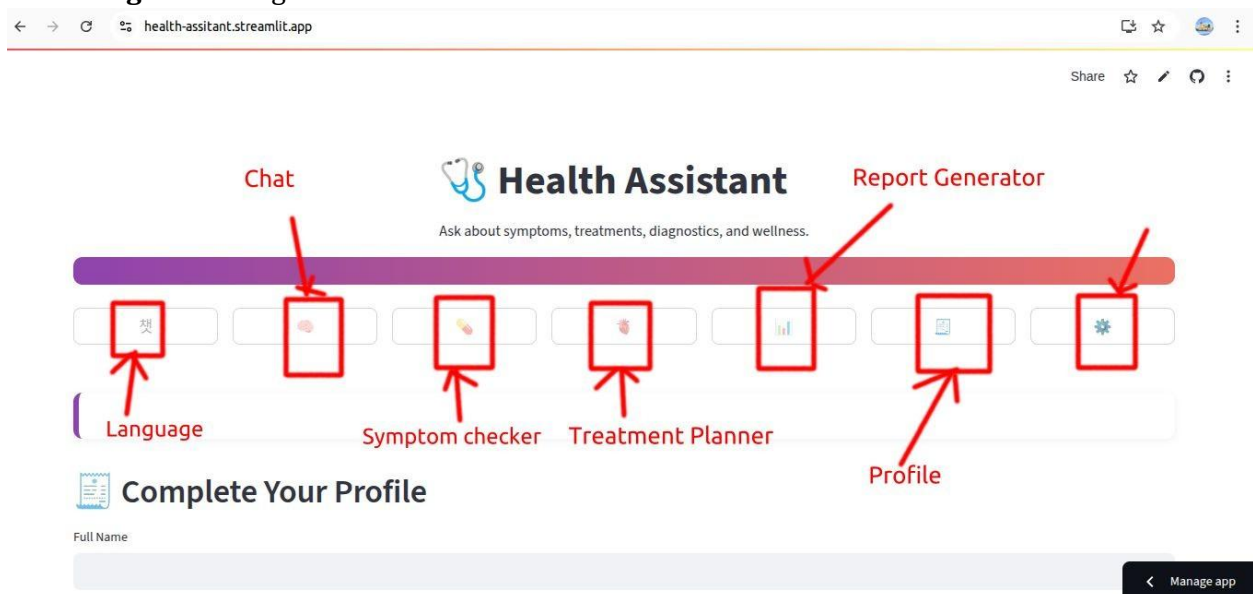 health-assitant.streamlit.app
Share
Chat
Health Assistant
Report Generator
Ask about symptoms, treatments, diagnostics, and wellness.
챗
Language
Symptom checker
Treatment Planner
Profile
Complete Your Profile
Full Name
Manage app